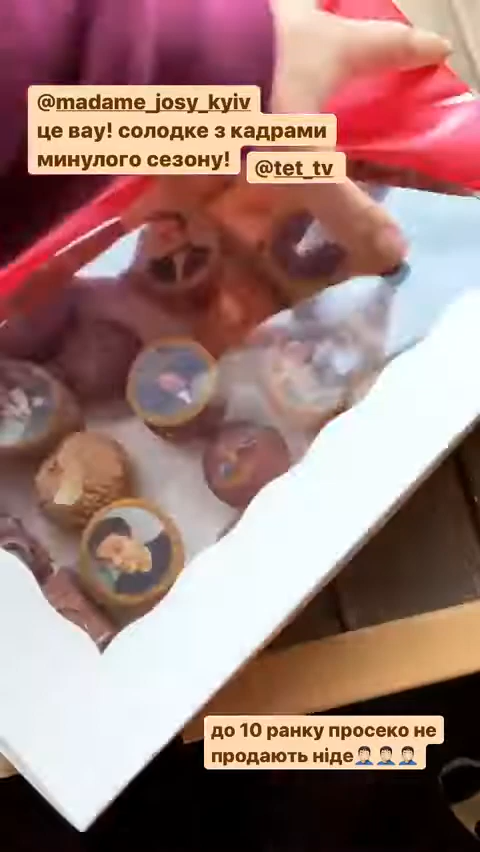 @madame_josy_kyiv
це вау! солодке з кадрами
минулого сезону!
@tet_tv
до 10 ранку просеко не
продають ніде🤦🏻‍♂️🤦🏻‍♂️🤦🏻‍♂️